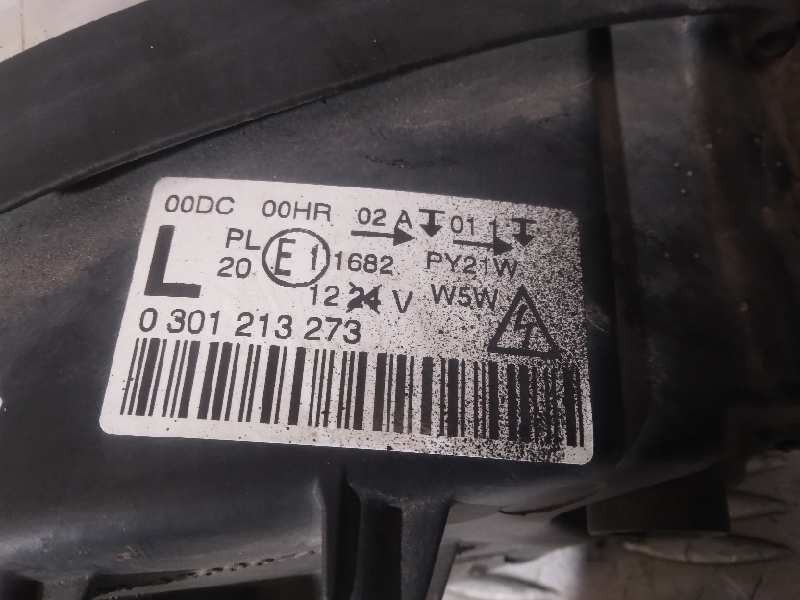 00DC 00HR 02 A 01 1
L PL 20 E1 1682 PY21W
12 24 V W5W
0 301 213 273